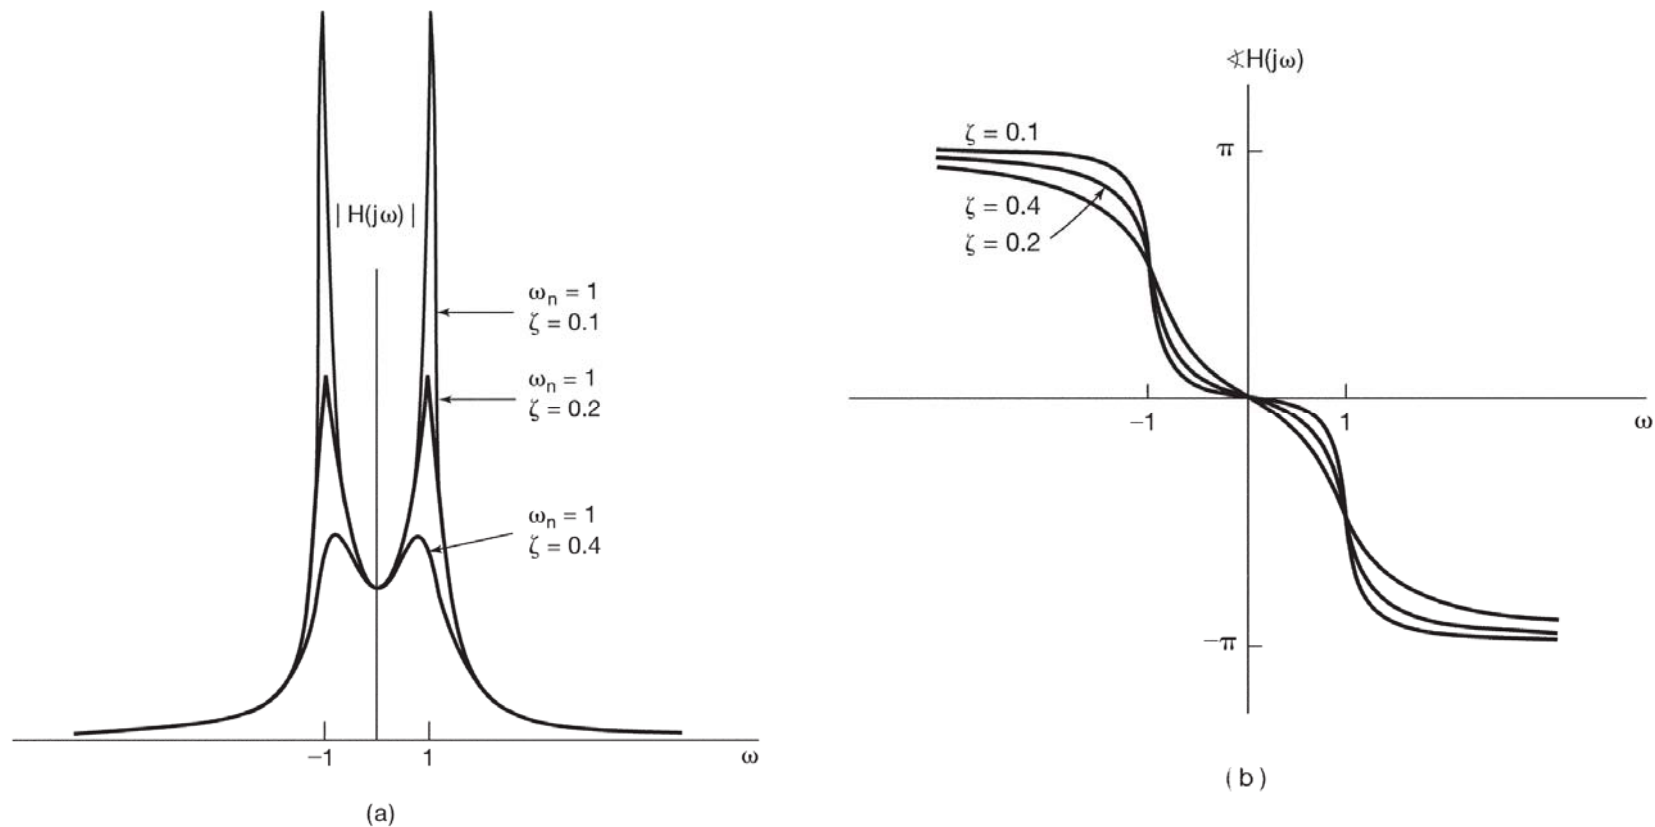 | H(jω) |
ωn = 1
ζ = 0.1
ωn = 1
ζ = 0.2
ωn = 1
ζ = 0.4
−1
1
ω
(a)
∢H(jω)
π
ζ = 0.1
ζ = 0.4
ζ = 0.2
−1
1
ω
−π
(b)